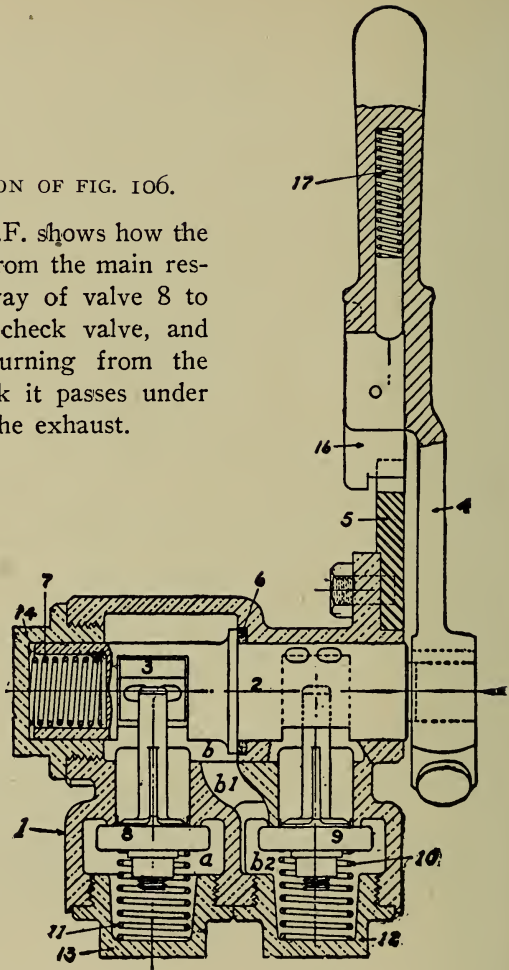 ON OF FIG. 106.
.F. shows how the
rom the main res-
ay of valve 8 to
check valve, and
urning from the
k it passes under
he exhaust.
17
16
4
5
7
6
14
3
2
b
b1
1
8
9
a
b2
10
11
12
13